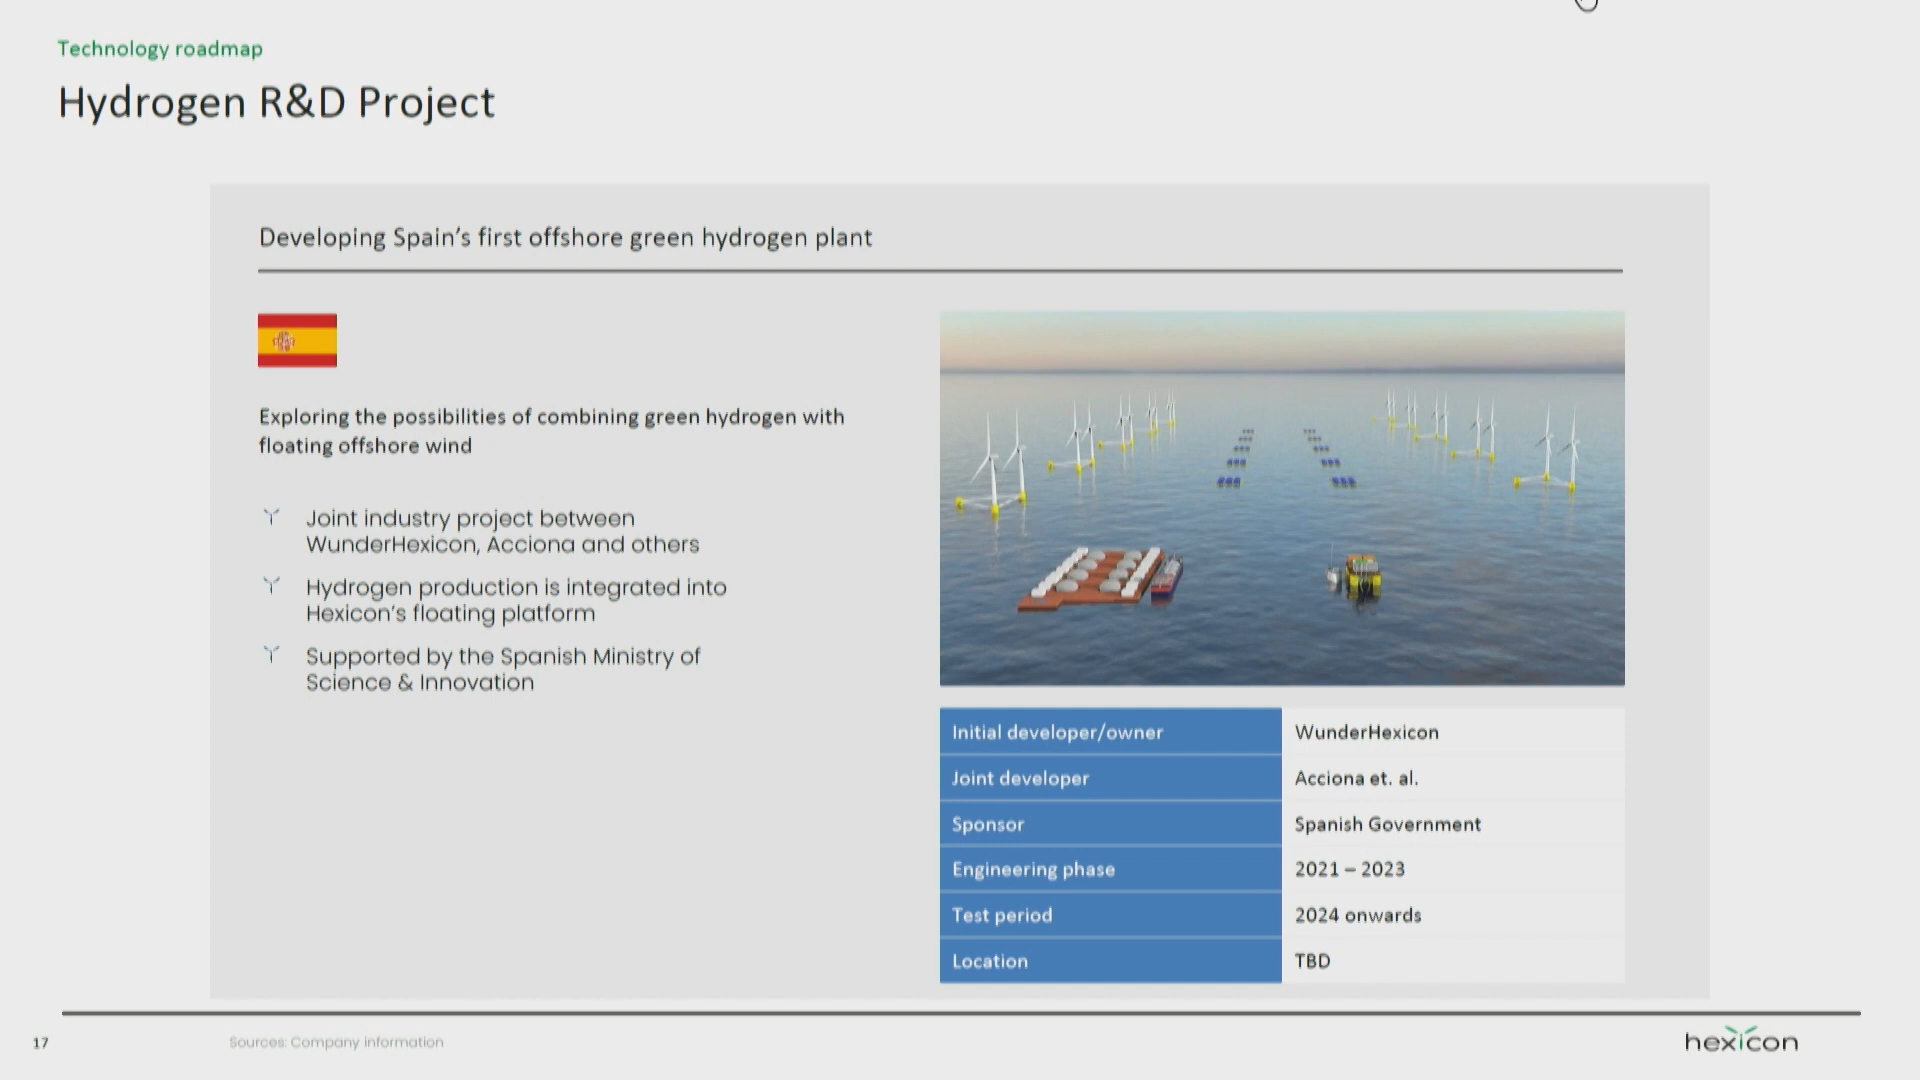 Technology roadmap
Hydrogen R&D Project
Developing Spain's first offshore green hydrogen plant
Exploring the possibilities of combining green hydrogen with
floating offshore wind
Joint industry project between
WunderHexicon, Acciona and others
Hydrogen production is integrated into
Hexicon's floating platform
Supported by the Spanish Ministry of
Science & Innovation
Initial developer/owner WunderHexicon
Joint developer Acciona et. al.
Sponsor Spanish Government
Engineering phase 2021 – 2023
Test period 2024 onwards
Location TBD
17 Sources: Company information hexicon